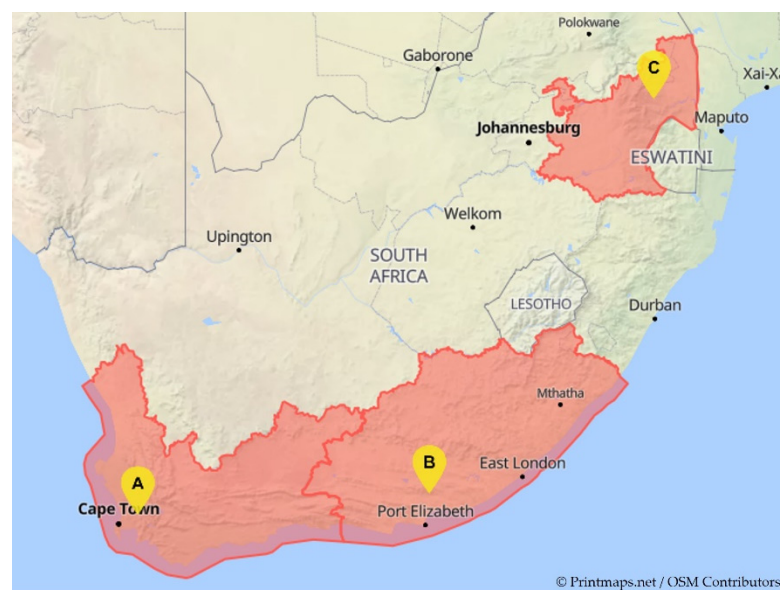 Polokwane
Gaborone
C
Xai-Xa
Johannesburg
Maputo
ESWATINI
Welkom
Upington
SOUTH
AFRICA
LESOTHO
Durban
Mthatha
B
East London
A
Cape Town
Port Elizabeth
© Printmaps.net / OSM Contributors